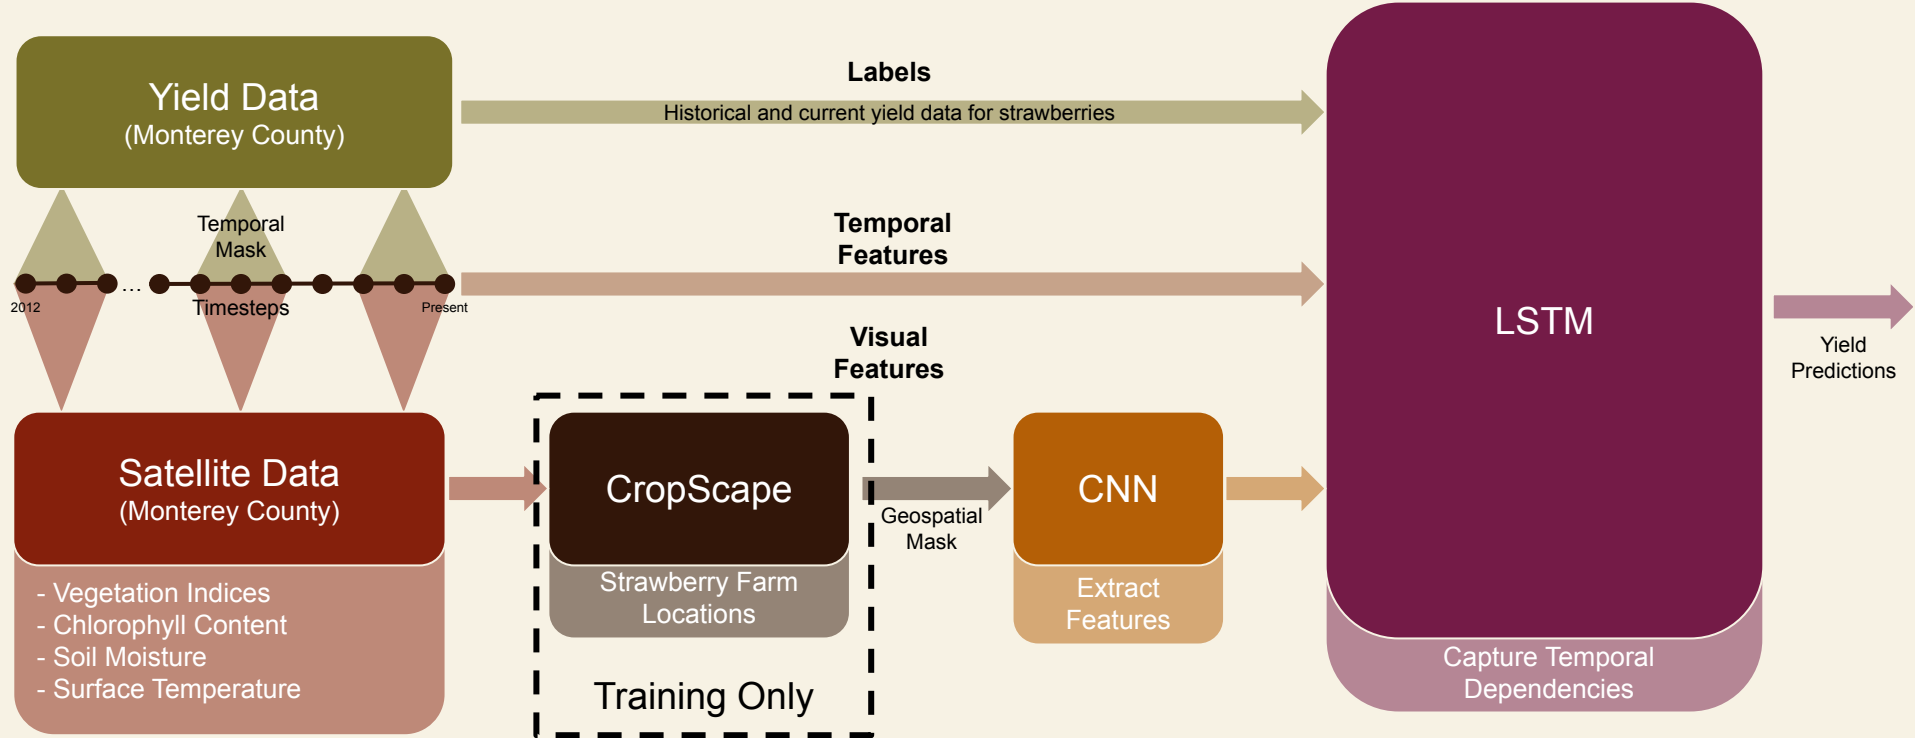 Yield Data
(Monterey County)
Labels
Historical and current yield data for strawberries
Temporal
Mask
2012
...
Timesteps
Present
Temporal
Features
Visual
Features
Satellite Data
(Monterey County)
- Vegetation Indices
- Chlorophyll Content
- Soil Moisture
- Surface Temperature
CropScape
Strawberry Farm
Locations
Training Only
Geospatial
Mask
CNN
Extract
Features
LSTM
Capture Temporal
Dependencies
Yield
Predictions